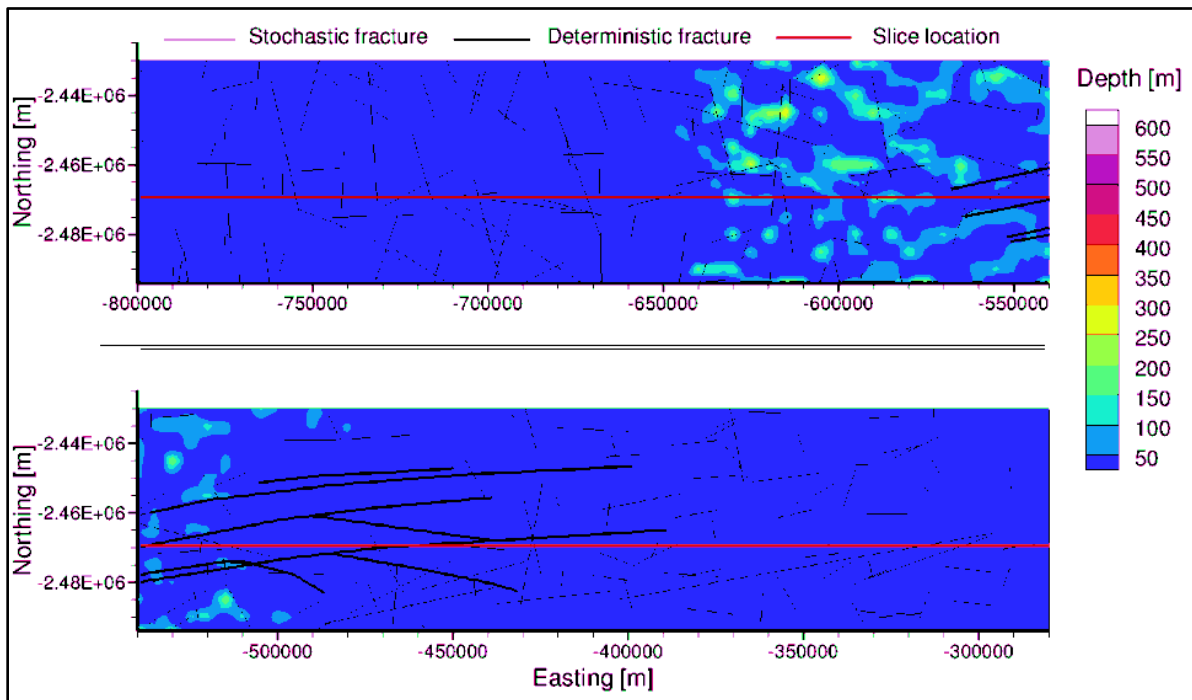 Stochastic fracture Deterministic fracture Slice location
Depth [m]
600
550
500
450
400
350
300
250
200
150
100
50
Northing [m]
-2.44E+06
-2.46E+06
-2.48E+06
-800000 -750000 -700000 -650000 -600000 -550000
Northing [m]
-2.44E+06
-2.46E+06
-2.48E+06
-500000 -450000 -400000 -350000 -300000
Easting [m]